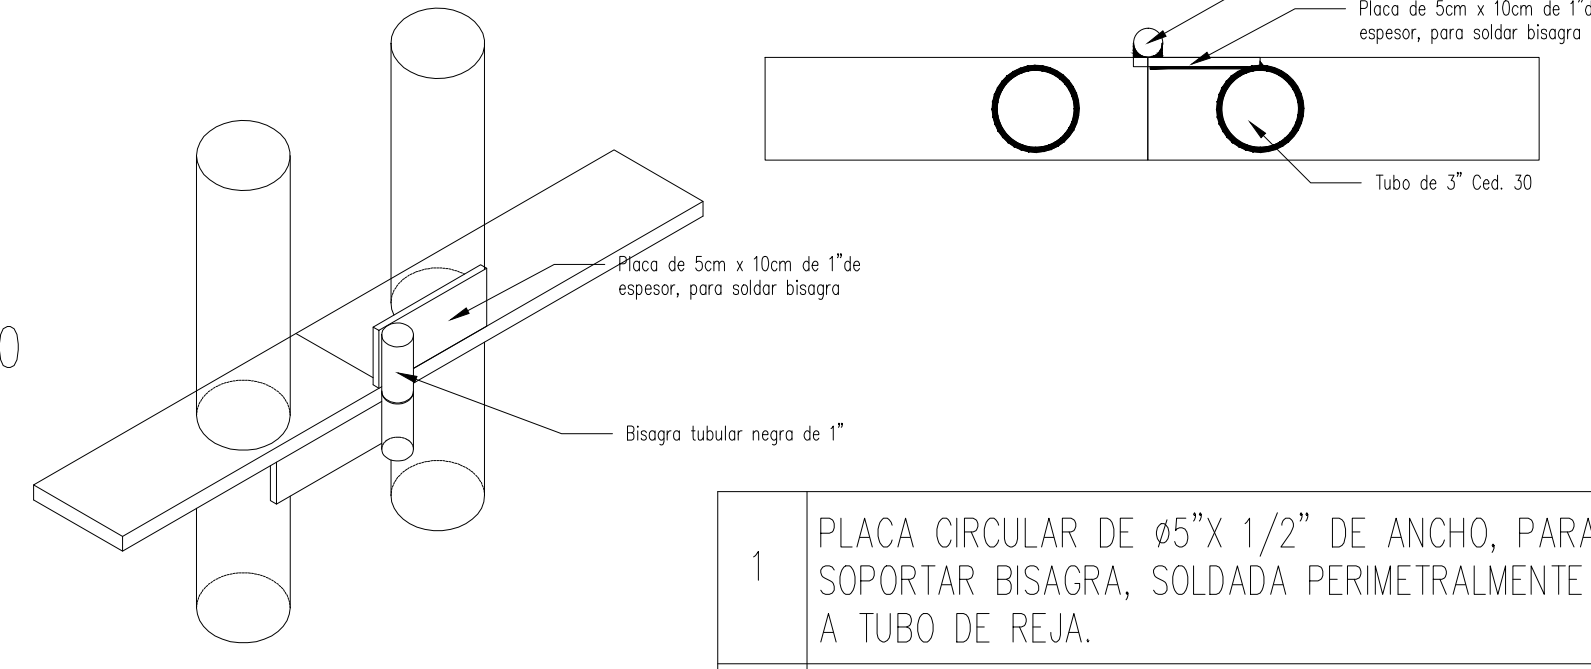 Placa de 5cm x 10cm de 1"d
espesor, para soldar bisagra
Tubo de 3" Ced. 30
Placa de 5cm x 10cm de 1"de
espesor, para soldar bisagra
Bisagra tubular negra de 1"
1
PLACA CIRCULAR DE ø5"X 1/2" DE ANCHO, PARA
SOPORTAR BISAGRA, SOLDADA PERIMETRALMENTE
A TUBO DE REJA.